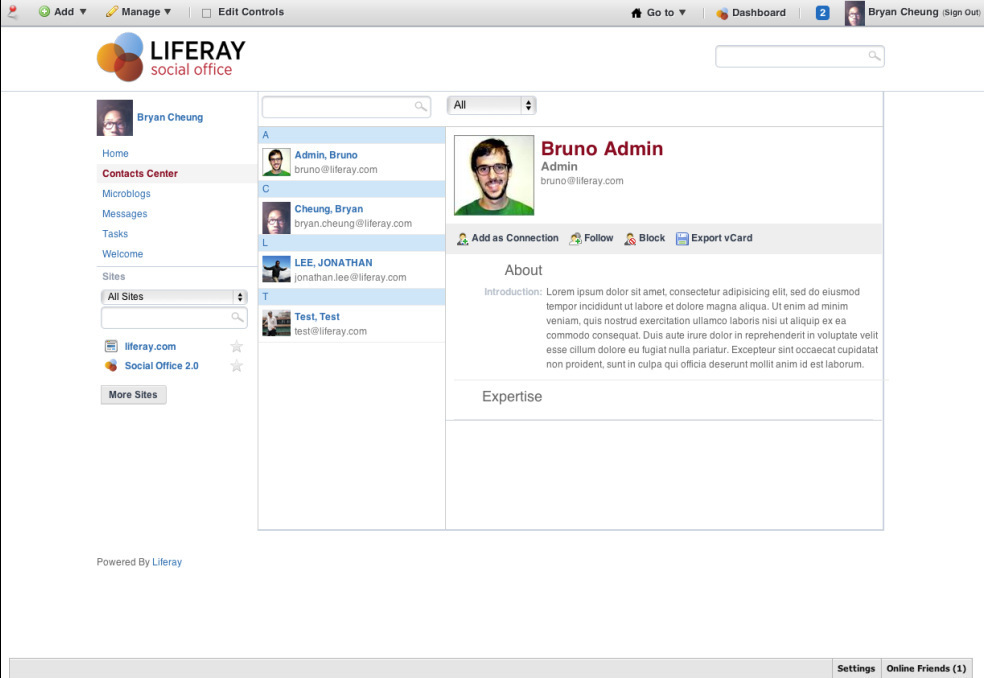 Add ▼ Manage ▼ Edit Controls Go to ▼ Dashboard 2 Bryan Cheung (Sign Out)
LIFERAY
social office
Bryan Cheung
Home
Contacts Center
Microblogs
Messages
Tasks
Welcome
Sites
All Sites
liferay.com
Social Office 2.0
More Sites
All
A
Admin, Bruno
bruno@liferay.com
C
Cheung, Bryan
bryan.cheung@liferay.com
L
LEE, JONATHAN
jonathan.lee@liferay.com
T
Test, Test
test@liferay.com
Bruno Admin
Admin
bruno@liferay.com
Add as Connection Follow Block Export vCard
About
Introduction: Lorem ipsum dolor sit amet, consectetur adipisicing elit, sed do eiusmod
tempor incididunt ut labore et dolore magna aliqua. Ut enim ad minim
veniam, quis nostrud exercitation ullamco laboris nisi ut aliquip ex ea
commodo consequat. Duis aute irure dolor in reprehenderit in voluptate velit
esse cillum dolore eu fugiat nulla pariatur. Excepteur sint occaecat cupidatat
non proident, sunt in culpa qui officia deserunt mollit anim id est laborum.
Expertise
Powered By Liferay
Settings Online Friends (1)